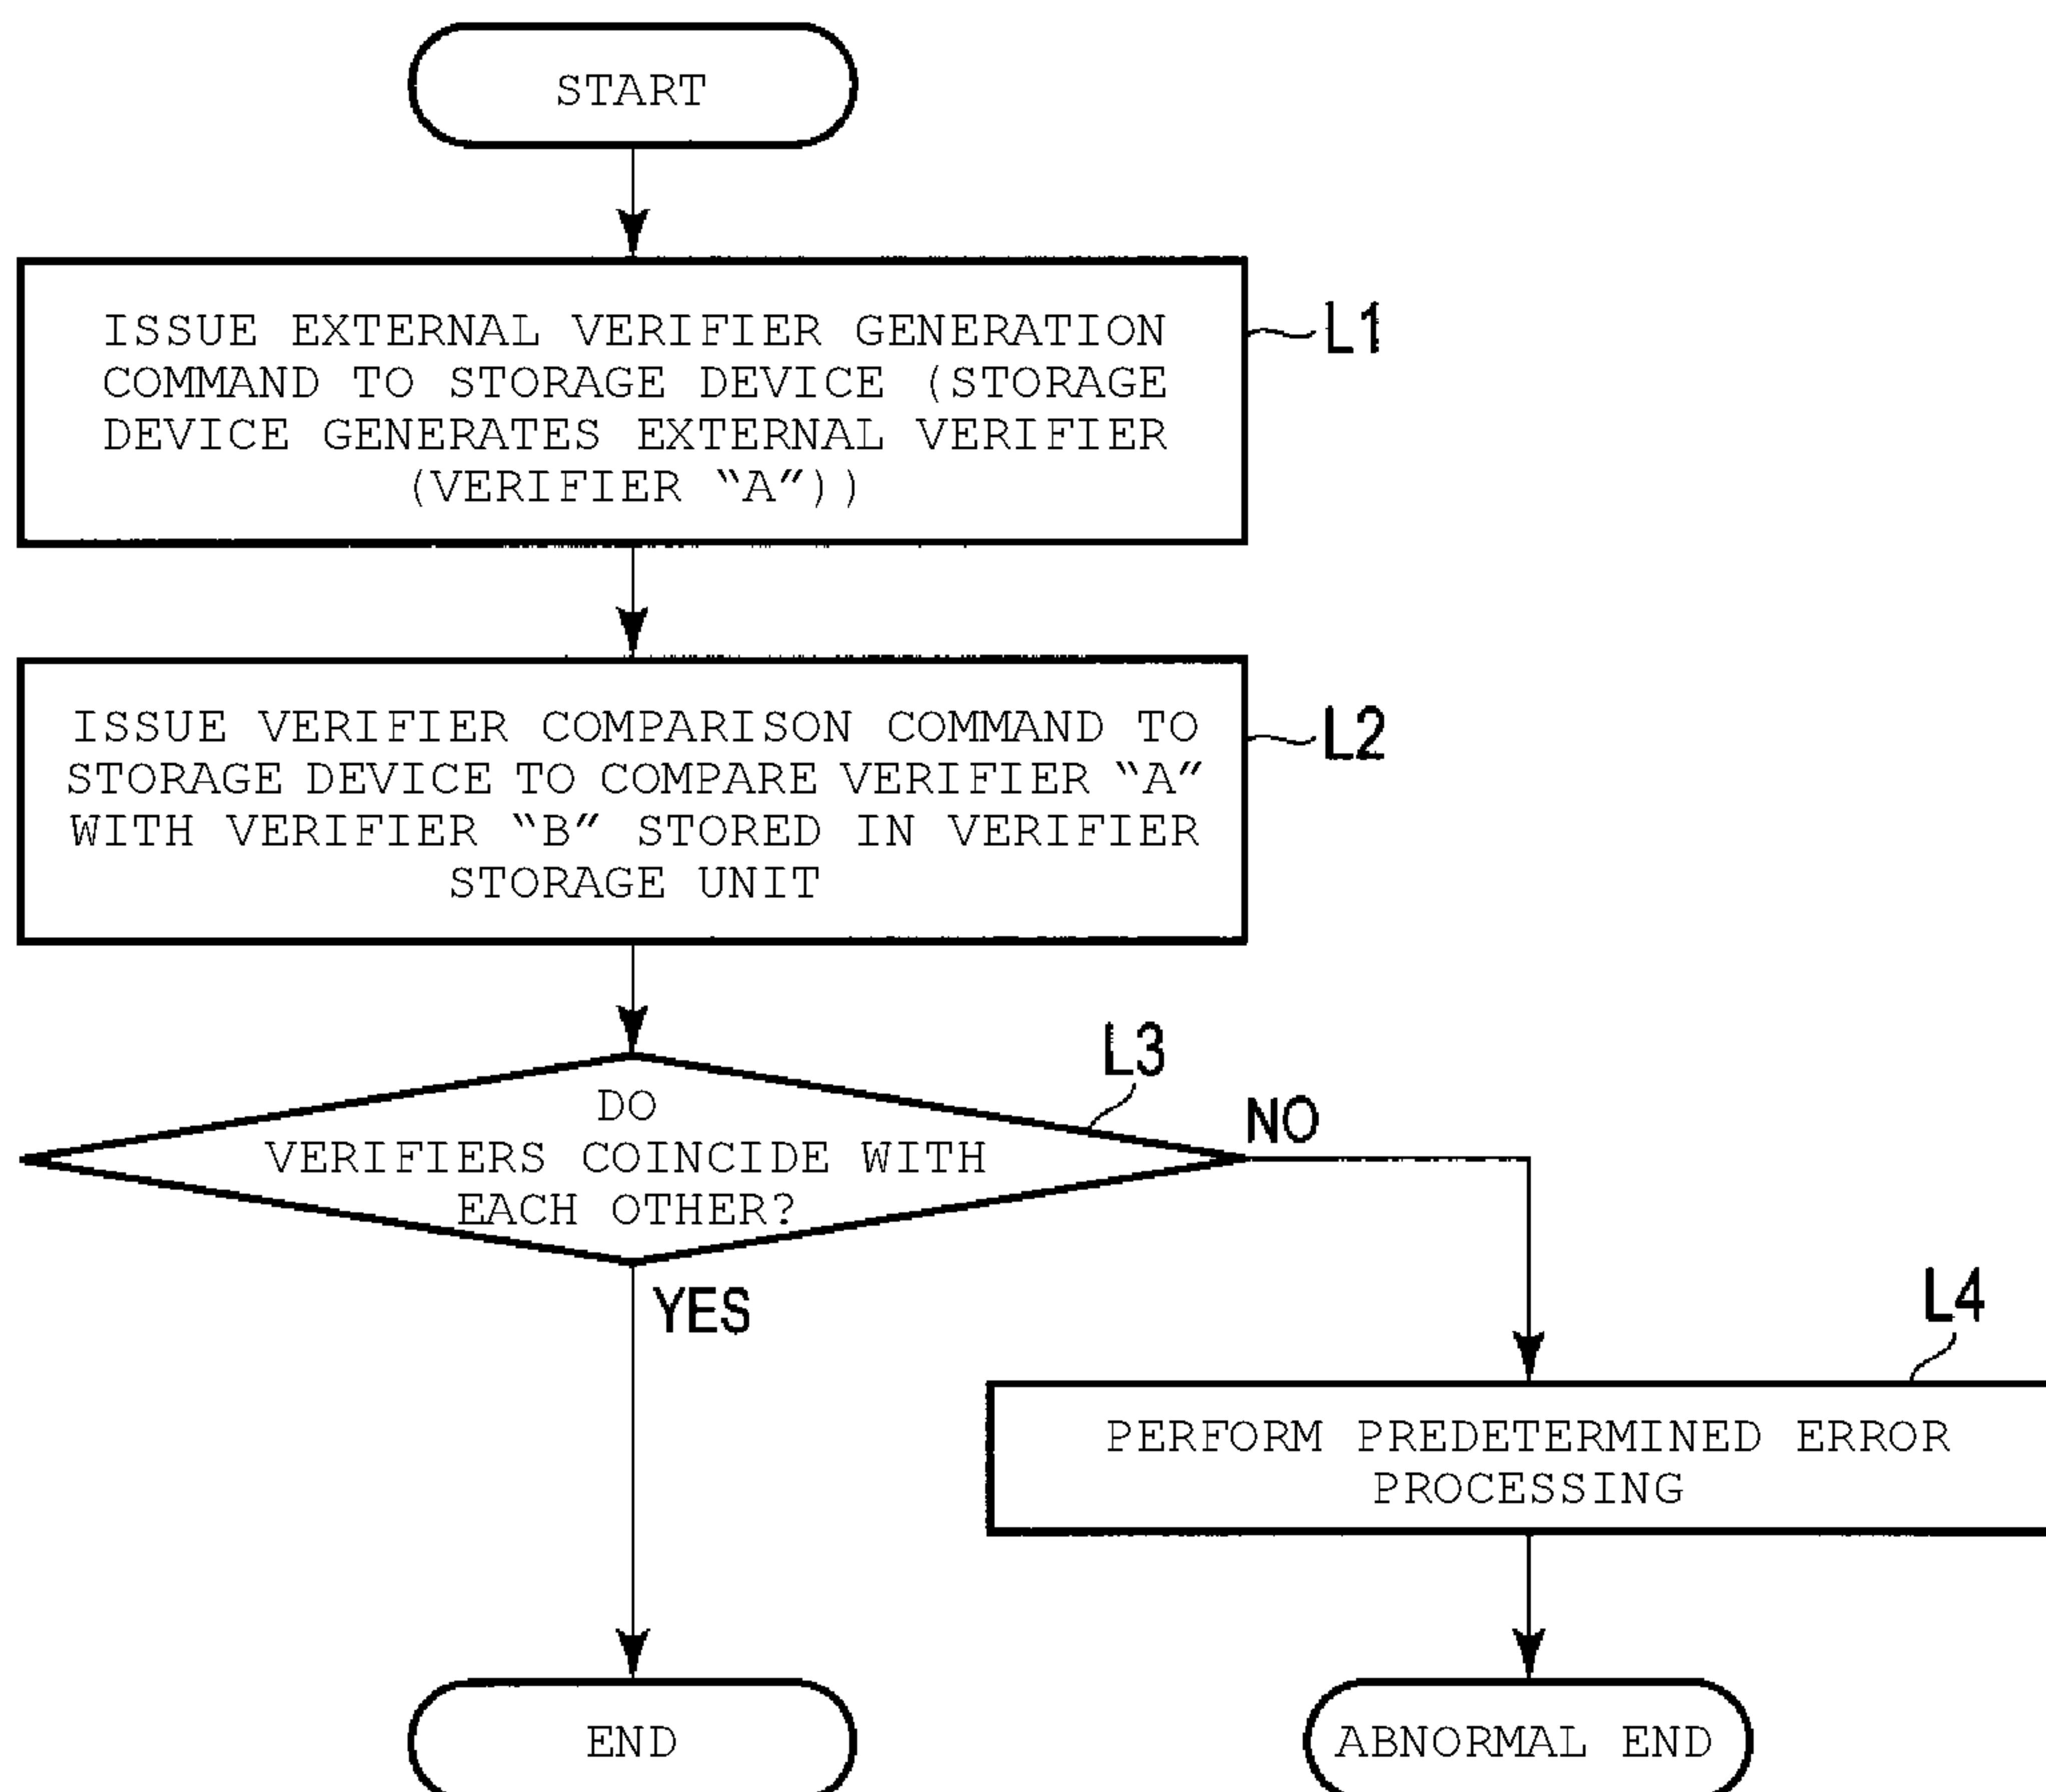 START
ISSUE EXTERNAL VERIFIER GENERATION
COMMAND TO STORAGE DEVICE (STORAGE
DEVICE GENERATES EXTERNAL VERIFIER
(VERIFIER “A”))
L1
ISSUE VERIFIER COMPARISON COMMAND TO
STORAGE DEVICE TO COMPARE VERIFIER “A”
WITH VERIFIER “B” STORED IN VERIFIER
STORAGE UNIT
L2
DO
VERIFIERS COINCIDE WITH
EACH OTHER?
L3
NO
YES
L4
PERFORM PREDETERMINED ERROR
PROCESSING
END
ABNORMAL END